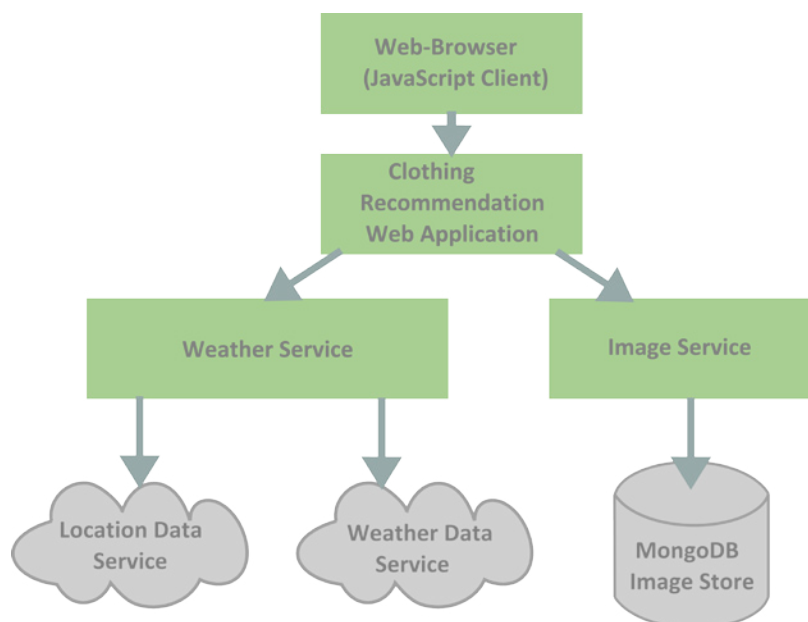 Web-Browser
(JavaScript Client)
Clothing
Recommendation
Web Application
Weather Service
Image Service
Location Data
Service
Weather Data
Service
MongoDB
Image Store